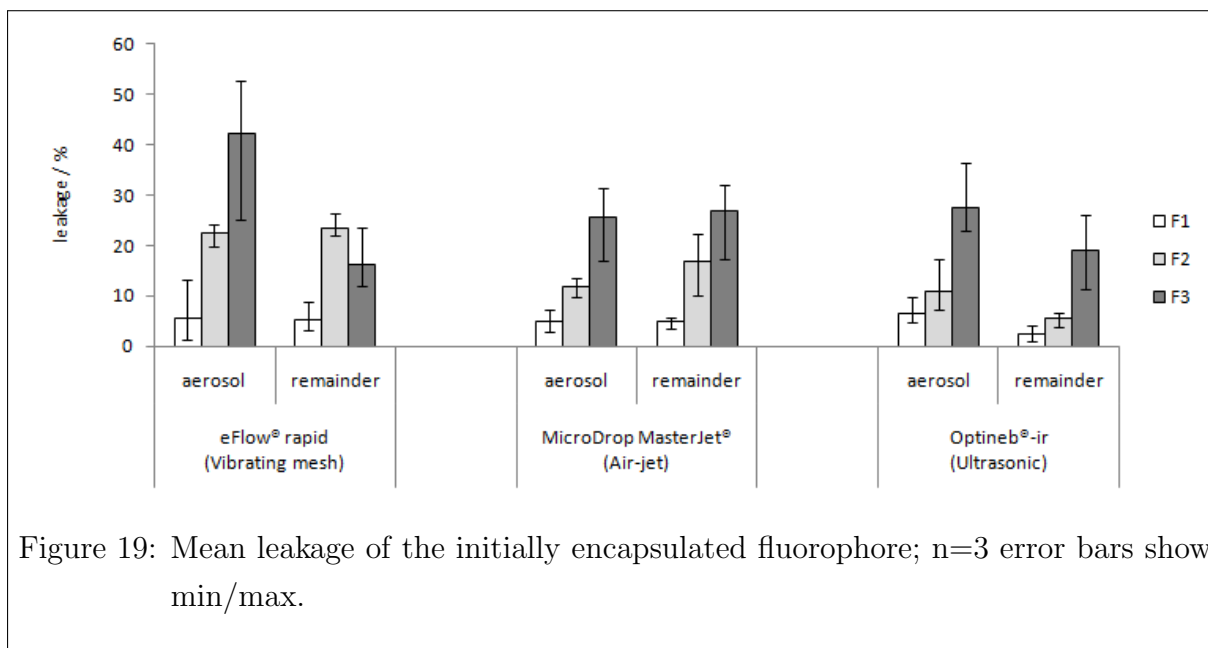 60
50
40
30
20
10
0
leakage / %
aerosol remainder aerosol remainder aerosol remainder
eFlow® rapid
(Vibrating mesh)
MicroDrop MasterJet®
(Air-jet)
Optineb®-ir
(Ultrasonic)
F1
F2
F3
Figure 19: Mean leakage of the initially encapsulated fluorophore; n=3 error bars show
min/max.